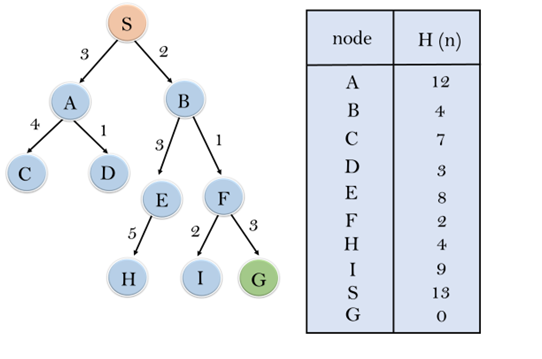 S
3 2
A B
4 1 3 1
C D E F
5 2 3
H I G
node H (n)
A 12
B 4
C 7
D 3
E 8
F 2
H 4
I 9
S 13
G 0